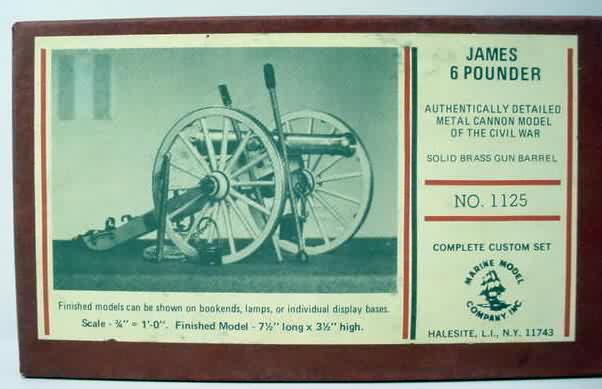 JAMES
6 POUNDER
AUTHENTICALLY DETAILED
METAL CANNON MODEL
OF THE CIVIL WAR
SOLID BRASS GUN BARREL
NO. 1125
COMPLETE CUSTOM SET
MARINE MODEL
COMPANY, INC.
HALESITE, L.I., N.Y. 11743
Finished models can be shown on bookends, lamps, or individual display bases.
Scale - ¾" = 1'-0". Finished Model - 7½" long x 3½" high.